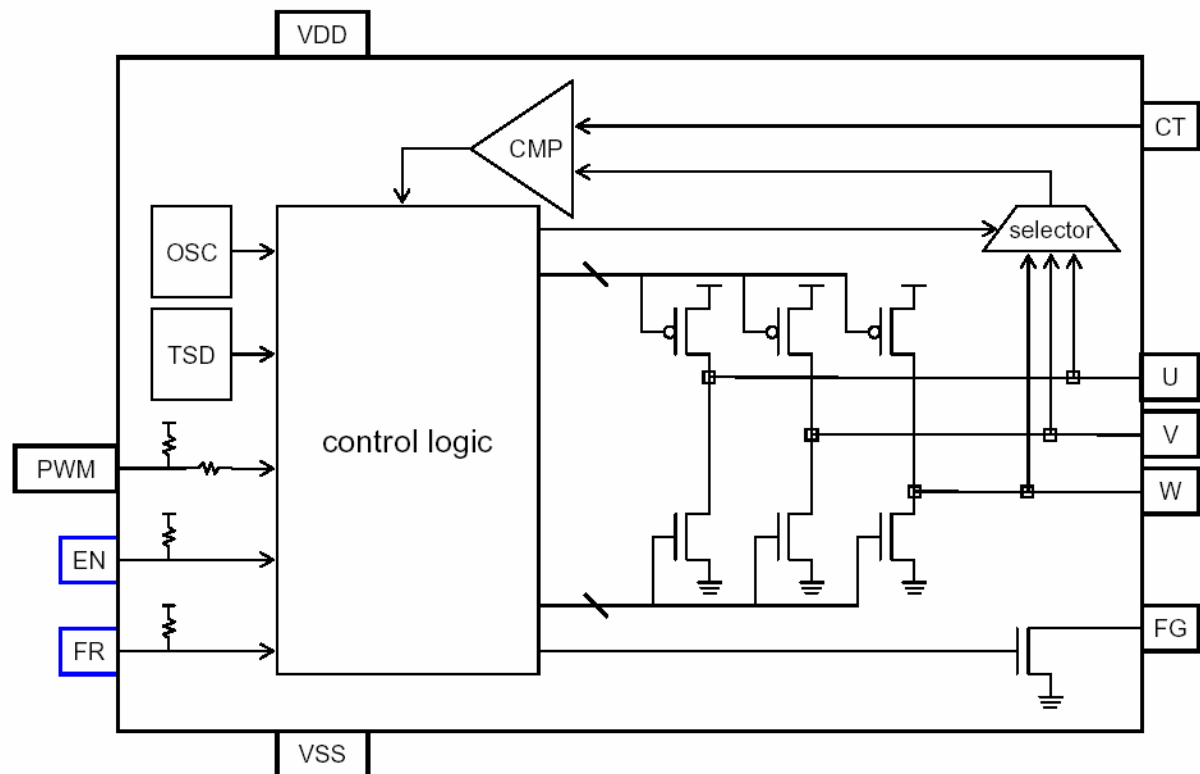 VDD
CT
CMP
selector
OSC
TSD
control logic
U
V
W
PWM
EN
FR
FG
VSS